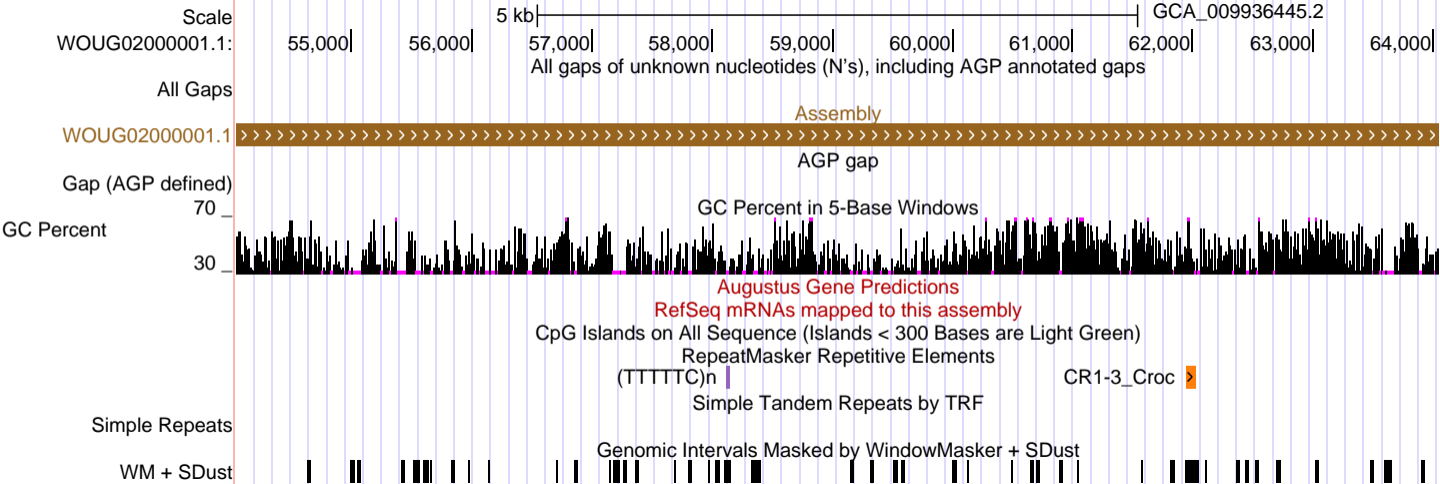 Scale 5 kb GCA_009936445.2
WOUG02000001.1: 55,000 56,000 57,000 58,000 59,000 60,000 61,000 62,000 63,000 64,000
All gaps of unknown nucleotides (N's), including AGP annotated gaps
All Gaps
Assembly
WOUG02000001.1
AGP gap
Gap (AGP defined)
GC Percent in 5-Base Windows
70
GC Percent
30
Augustus Gene Predictions
RefSeq mRNAs mapped to this assembly
CpG Islands on All Sequence (Islands < 300 Bases are Light Green)
RepeatMasker Repetitive Elements
(TTTTTC)n CR1-3_Croc
Simple Tandem Repeats by TRF
Simple Repeats
Genomic Intervals Masked by WindowMasker + SDust
WM + SDust